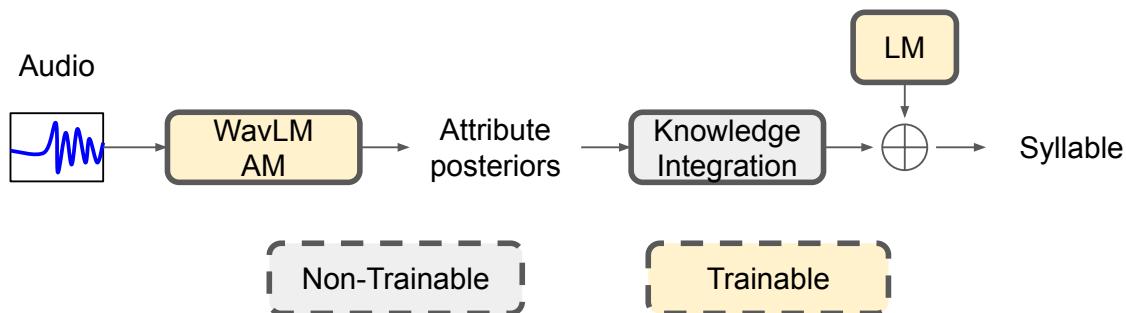 LM
Audio
WavLM
AM
Attribute
posteriors
Knowledge
Integration
Syllable
Non-Trainable
Trainable